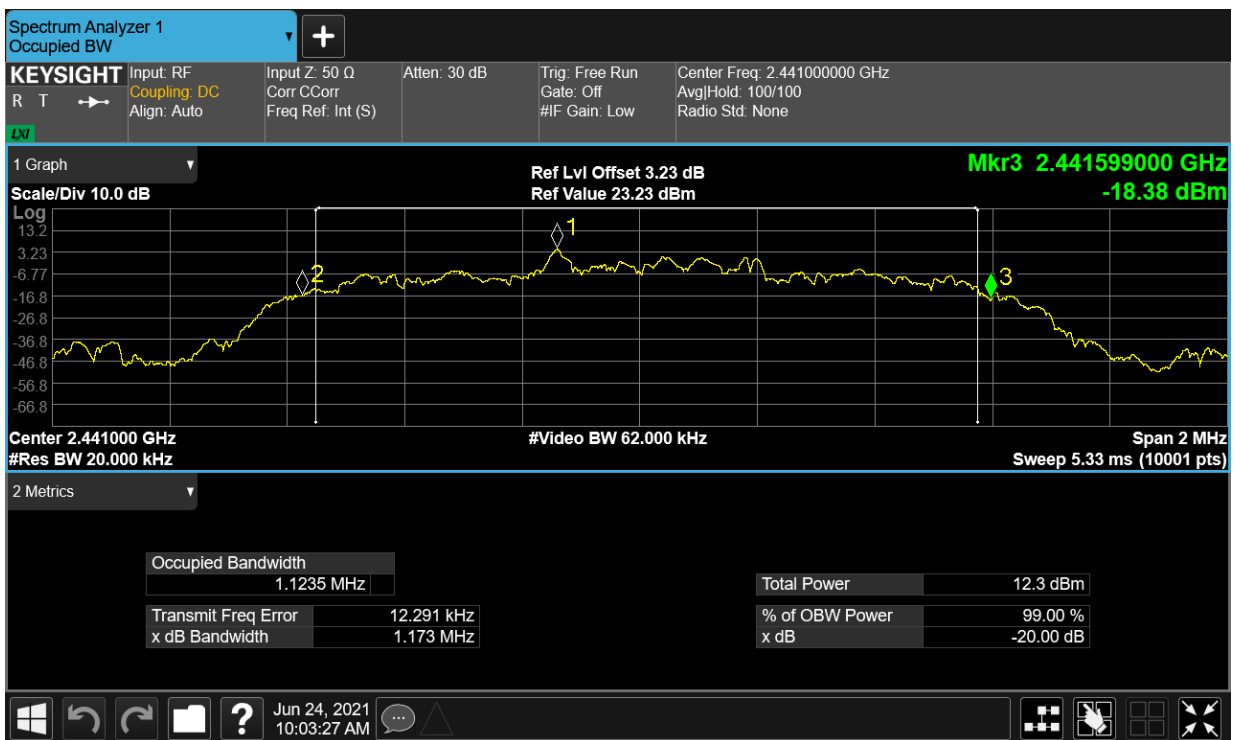 Spectrum Analyzer 1
Occupied BW
KEYSIGHT
R T
LXI
Input: RF
Coupling: DC
Align: Auto
Input Z: 50 Ω
Corr CCorr
Freq Ref: Int (S)
Atten: 30 dB
Trig: Free Run
Gate: Off
#IF Gain: Low
Center Freq: 2.441000000 GHz
Avg|Hold: 100/100
Radio Std: None
1 Graph
Scale/Div 10.0 dB
Ref Lvl Offset 3.23 dB
Ref Value 23.23 dBm
Mkr3 2.441599000 GHz
-18.38 dBm
Log
13.2
3.23
-6.77
-16.8
-26.8
-36.8
-46.8
-56.8
-66.8
1
2
3
Center 2.441000 GHz
#Res BW 20.000 kHz
#Video BW 62.000 kHz
Span 2 MHz
Sweep 5.33 ms (10001 pts)
2 Metrics
Occupied Bandwidth
1.1235 MHz
Transmit Freq Error 12.291 kHz
x dB Bandwidth 1.173 MHz
Total Power 12.3 dBm
% of OBW Power 99.00 %
x dB -20.00 dB
?
Jun 24, 2021
10:03:27 AM